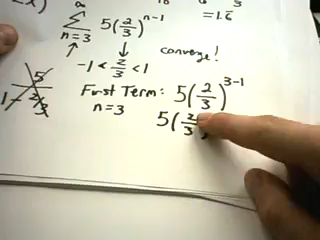 ∞
Σ 5(2/3)^(n-1)
n=3
= 1.6̅
3
converge!
-1 < 2/3 < 1
First Term: 5(2/3)^(3-1)
n=3
5(2/3
5
1 - 2/3